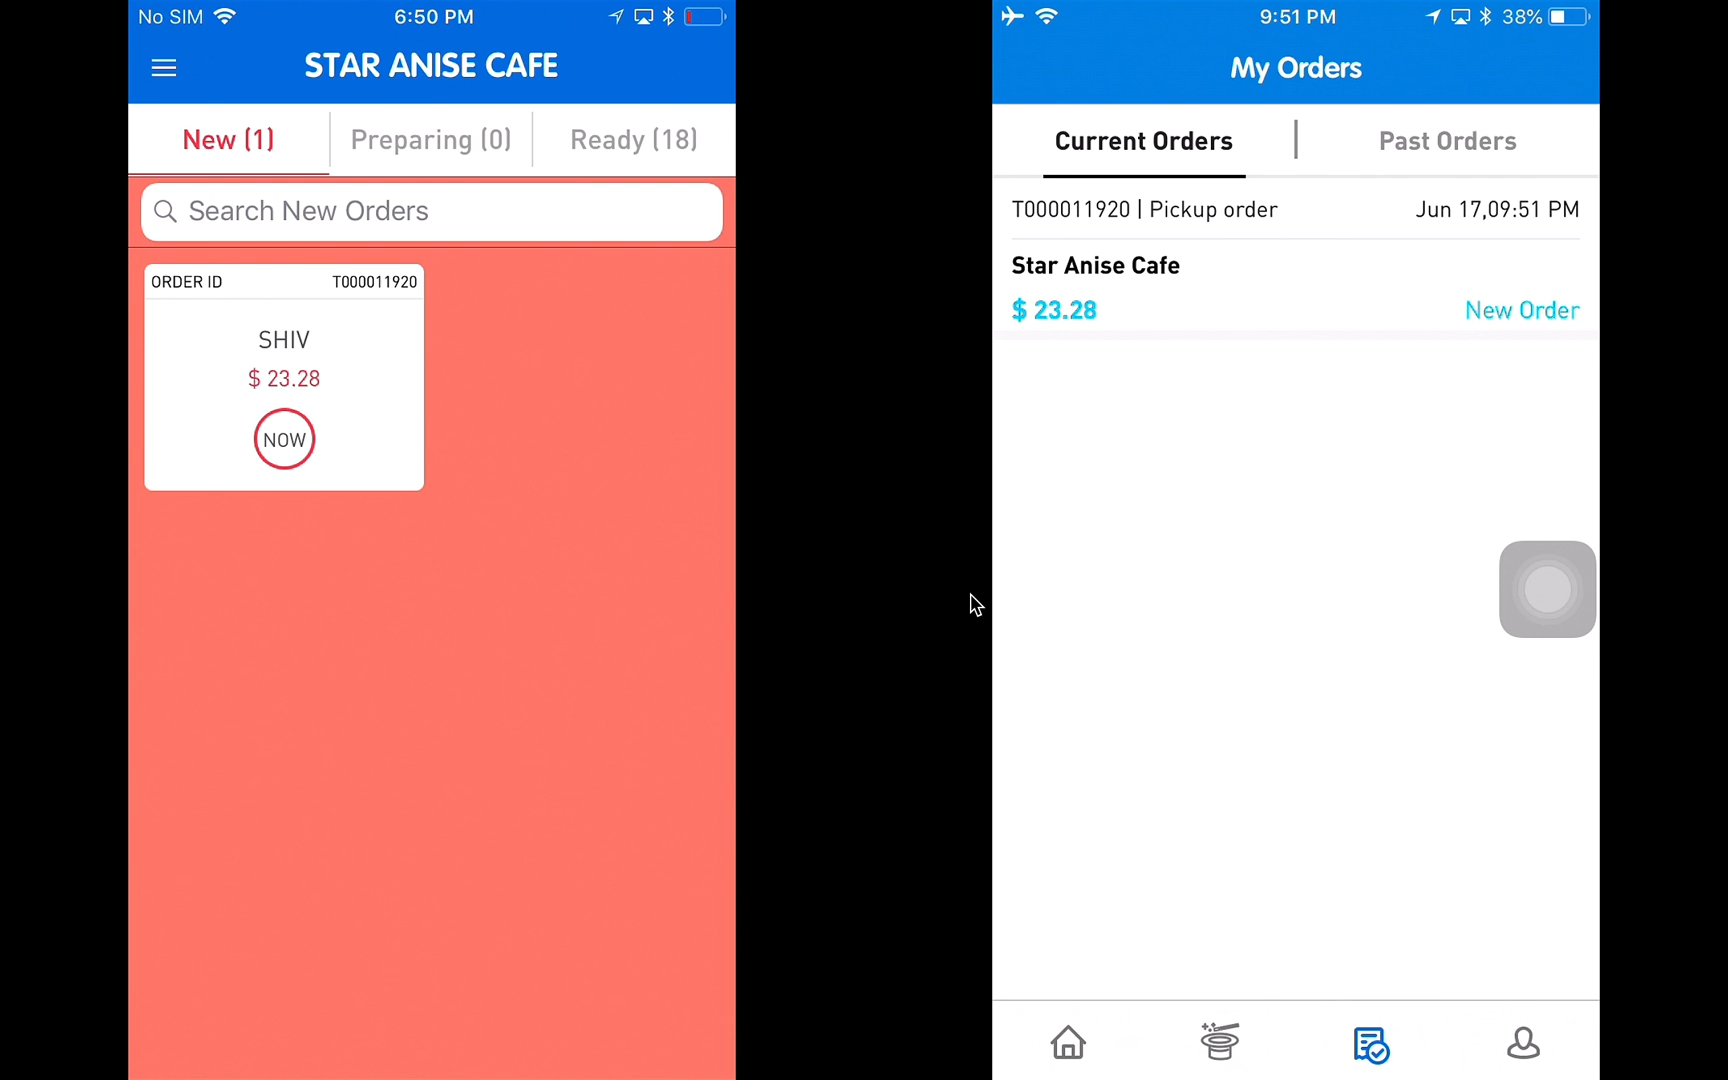 No SIM 6:50 PM
STAR ANISE CAFE
New (1) Preparing (0) Ready (18)
Search New Orders
ORDER ID T000011920
SHIV
$ 23.28
NOW
9:51 PM 38%
My Orders
Current Orders | Past Orders
T000011920 | Pickup order Jun 17,09:51 PM
Star Anise Cafe
$ 23.28 New Order